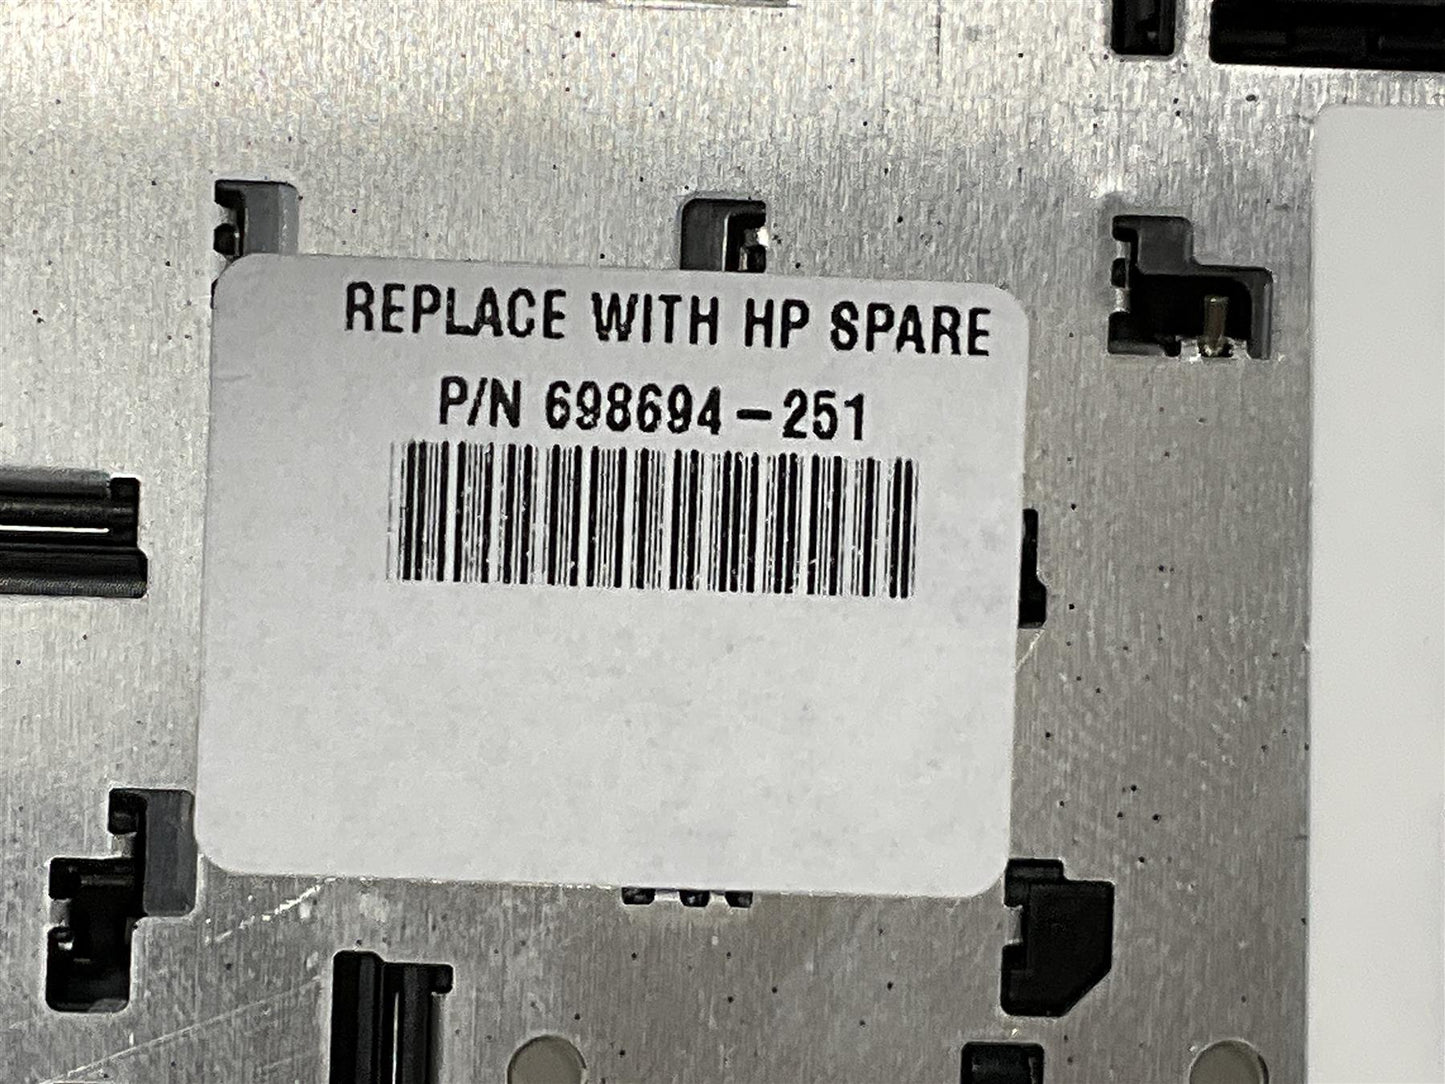 REPLACE WITH HP SPARE
P/N 698694-251